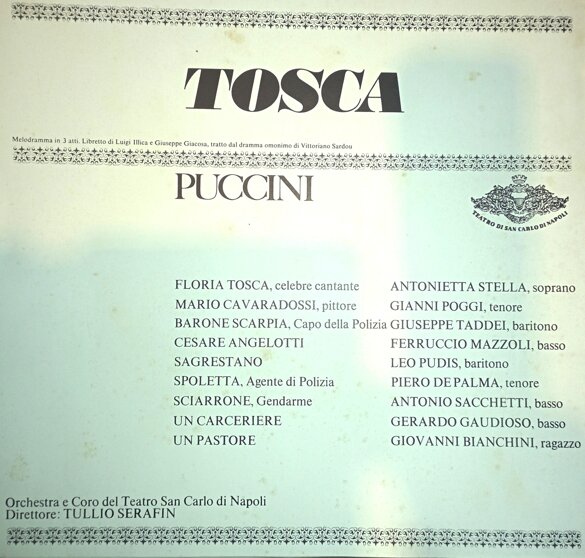 TOSCA
Melodramma in 3 atti. Libretto di Luigi Illica e Giuseppe Giacosa, tratto dal dramma omonimo di Vittoriano Sardou
PUCCINI
TEATRO DI SAN CARLO DI NAPOLI
FLORIA TOSCA, celebre cantante ANTONIETTA STELLA, soprano
MARIO CAVARADOSSI, pittore GIANNI POGGI, tenore
BARONE SCARPIA, Capo della Polizia GIUSEPPE TADDEI, baritono
CESARE ANGELOTTI FERRUCCIO MAZZOLI, basso
SAGRESTANO LEO PUDIS, baritono
SPOLETTA, Agente di Polizia PIERO DE PALMA, tenore
SCIARRONE, Gendarme ANTONIO SACCHETTI, basso
UN CARCERIERE GERARDO GAUDIOSO, basso
UN PASTORE GIOVANNI BIANCHINI, ragazzo
Orchestra e Coro del Teatro San Carlo di Napoli
Direttore: TULLIO SERAFIN